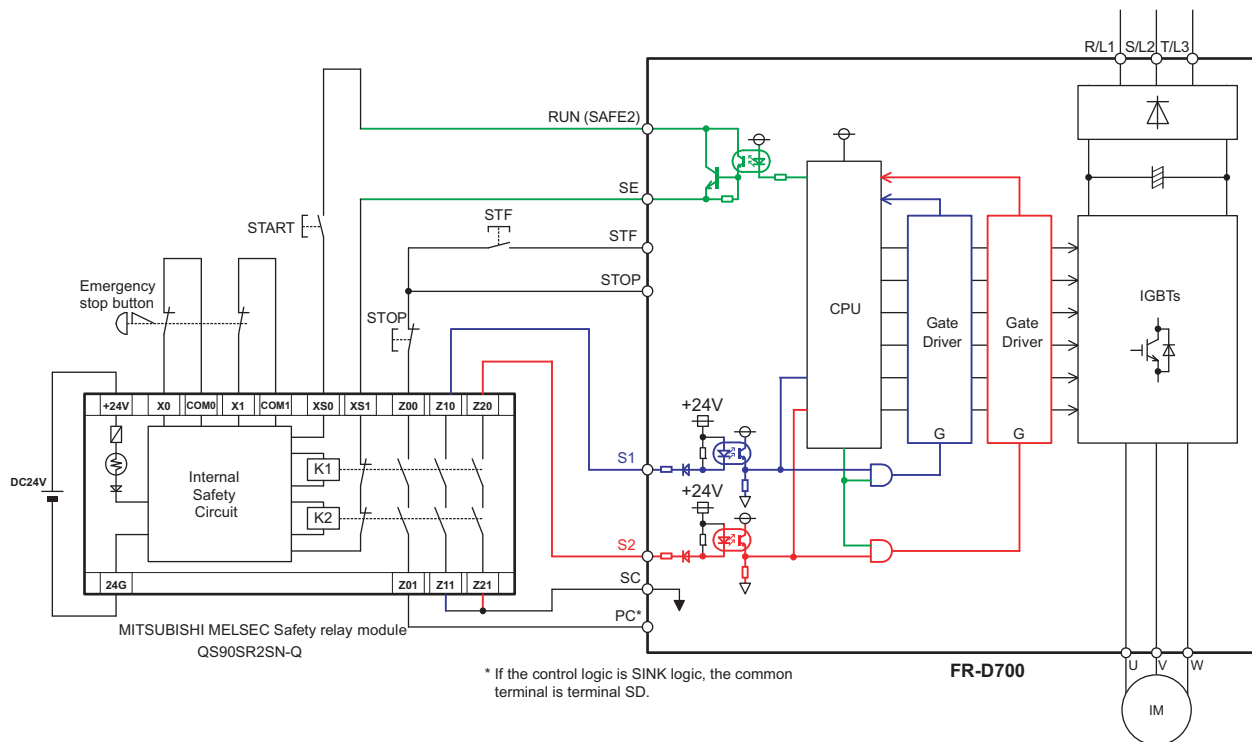 R/L1 S/L2 T/L3
RUN (SAFE2)
SE
START
STF
STF
STOP
Emergency
stop button
STOP
CPU
Gate
Driver
Gate
Driver
IGBTs
+24V X0 COM0 X1 COM1 XS0 XS1 Z00 Z10 Z20
+24V
G
G
S1
DC24V
Internal
Safety
Circuit
K1
K2
+24V
S2
24G
Z01 Z11 Z21
SC
PC*
MITSUBISHI MELSEC Safety relay module
QS90SR2SN-Q
* If the control logic is SINK logic, the common
terminal is terminal SD.
FR-D700
U V W
IM